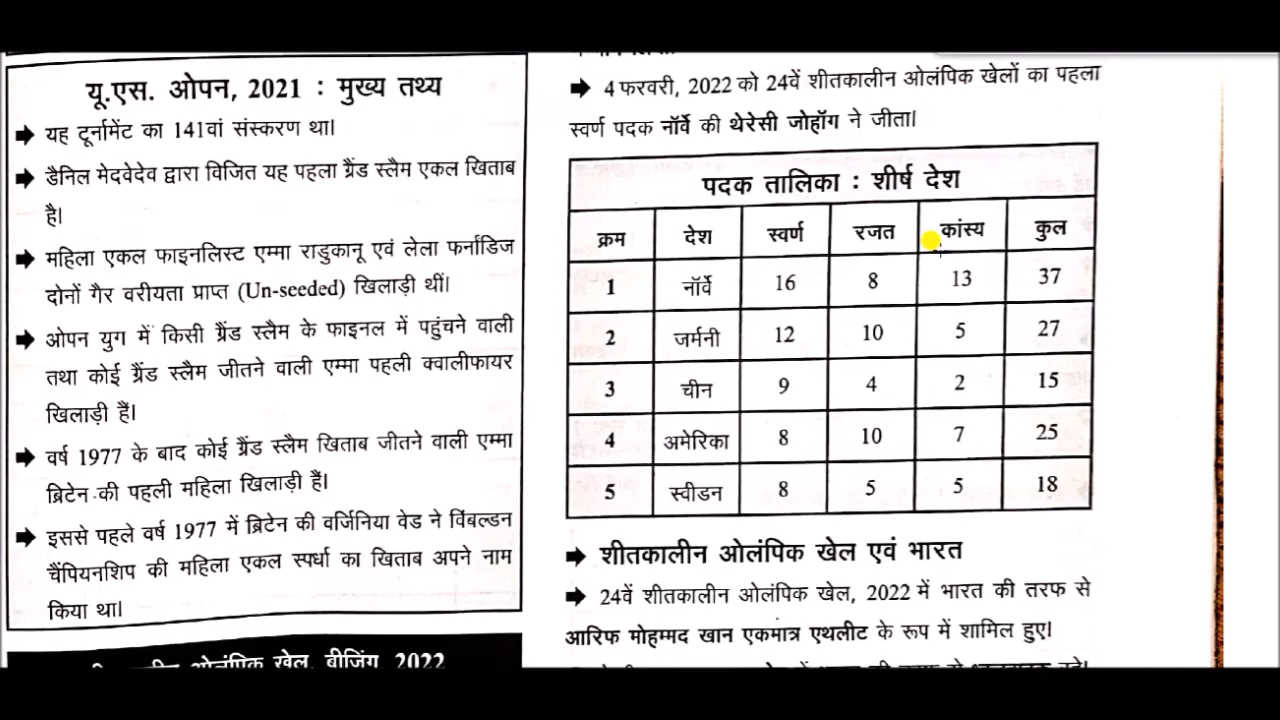 यू.एस. ओपन, 2021 : मुख्य तथ्य
➡ यह टूर्नामेंट का 141वां संस्करण था।
➡ डैनिल मेदवेदेव द्वारा विजित यह पहला ग्रैंड स्लैम एकल खिताब
है।
➡ महिला एकल फाइनलिस्ट एम्मा राडुकानू एवं लेला फर्नांडिज
दोनों गैर वरीयता प्राप्त (Un-seeded) खिलाड़ी थीं।
➡ ओपन युग में किसी ग्रैंड स्लैम के फाइनल में पहुंचने वाली
तथा कोई ग्रैंड स्लैम जीतने वाली एम्मा पहली क्वालीफायर
खिलाड़ी हैं।
➡ वर्ष 1977 के बाद कोई ग्रैंड स्लैम खिताब जीतने वाली एम्मा
ब्रिटेन की पहली महिला खिलाड़ी हैं।
➡ इससे पहले वर्ष 1977 में ब्रिटेन की वर्जिनिया वेड ने विंबल्डन
चैंपियनशिप की महिला एकल स्पर्धा का खिताब अपने नाम
किया था।
ओलंपिक खेल, बीजिंग, 2022
➡ 4 फरवरी, 2022 को 24वें शीतकालीन ओलंपिक खेलों का पहला
स्वर्ण पदक नॉर्वे की थेरेसी जोहॉग ने जीता।
पदक तालिका : शीर्ष देश
क्रम देश स्वर्ण रजत कांस्य कुल
1 नॉर्वे 16 8 13 37
2 जर्मनी 12 10 5 27
3 चीन 9 4 2 15
4 अमेरिका 8 10 7 25
5 स्वीडन 8 5 5 18
➡ शीतकालीन ओलंपिक खेल एवं भारत
➡ 24वें शीतकालीन ओलंपिक खेल, 2022 में भारत की तरफ से
आरिफ मोहम्मद खान एकमात्र एथलीट के रूप में शामिल हुए।